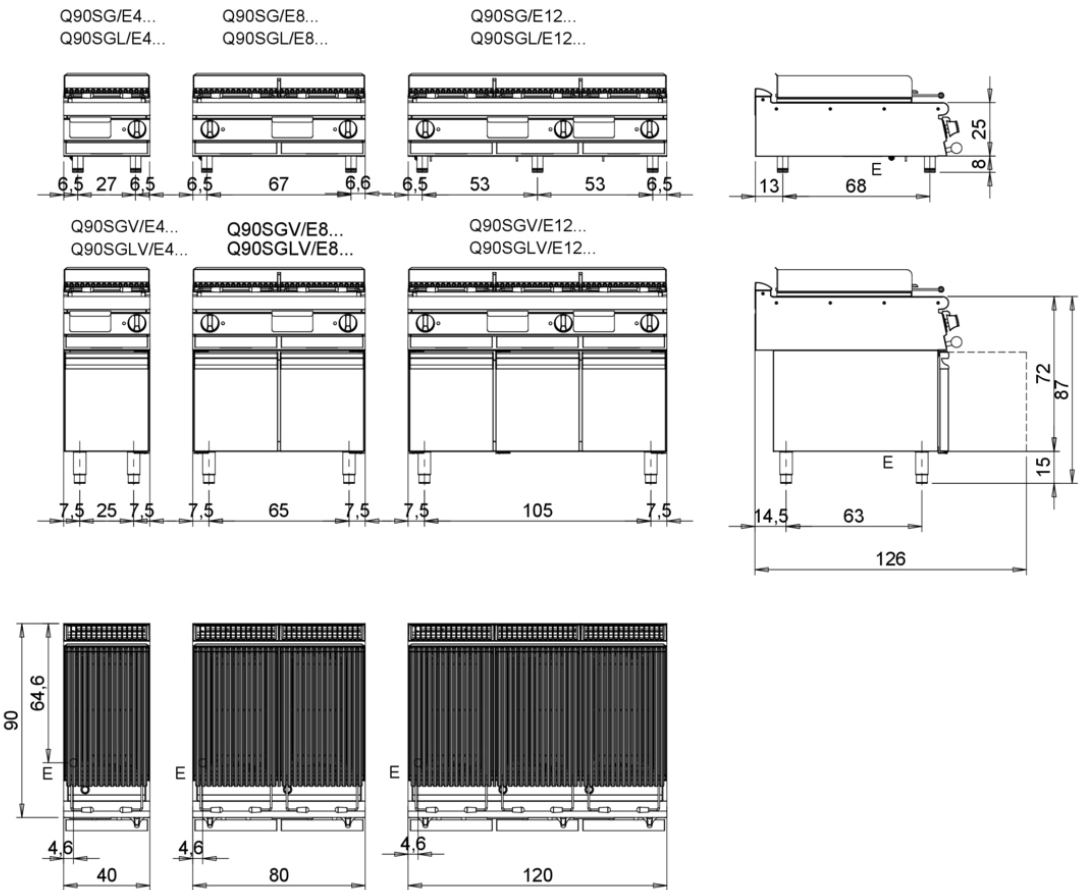 Q90SG/E4...
Q90SGL/E4...
Q90SG/E8...
Q90SGL/E8...
Q90SG/E12...
Q90SGL/E12...
6,5 27 6,5
6,5 67 6,6
6,5 53 53 6,5
25
8
E
13 68
Q90SGV/E4...
Q90SGLV/E4...
Q90SGV/E8...
Q90SGLV/E8...
Q90SGV/E12...
Q90SGLV/E12...
7,5 25 7,5
7,5 65 7,5
7,5 105 7,5
72
87
15
E
14,5 63
126
90
64,6
E
E
E
4,6
4,6
4,6
40
80
120